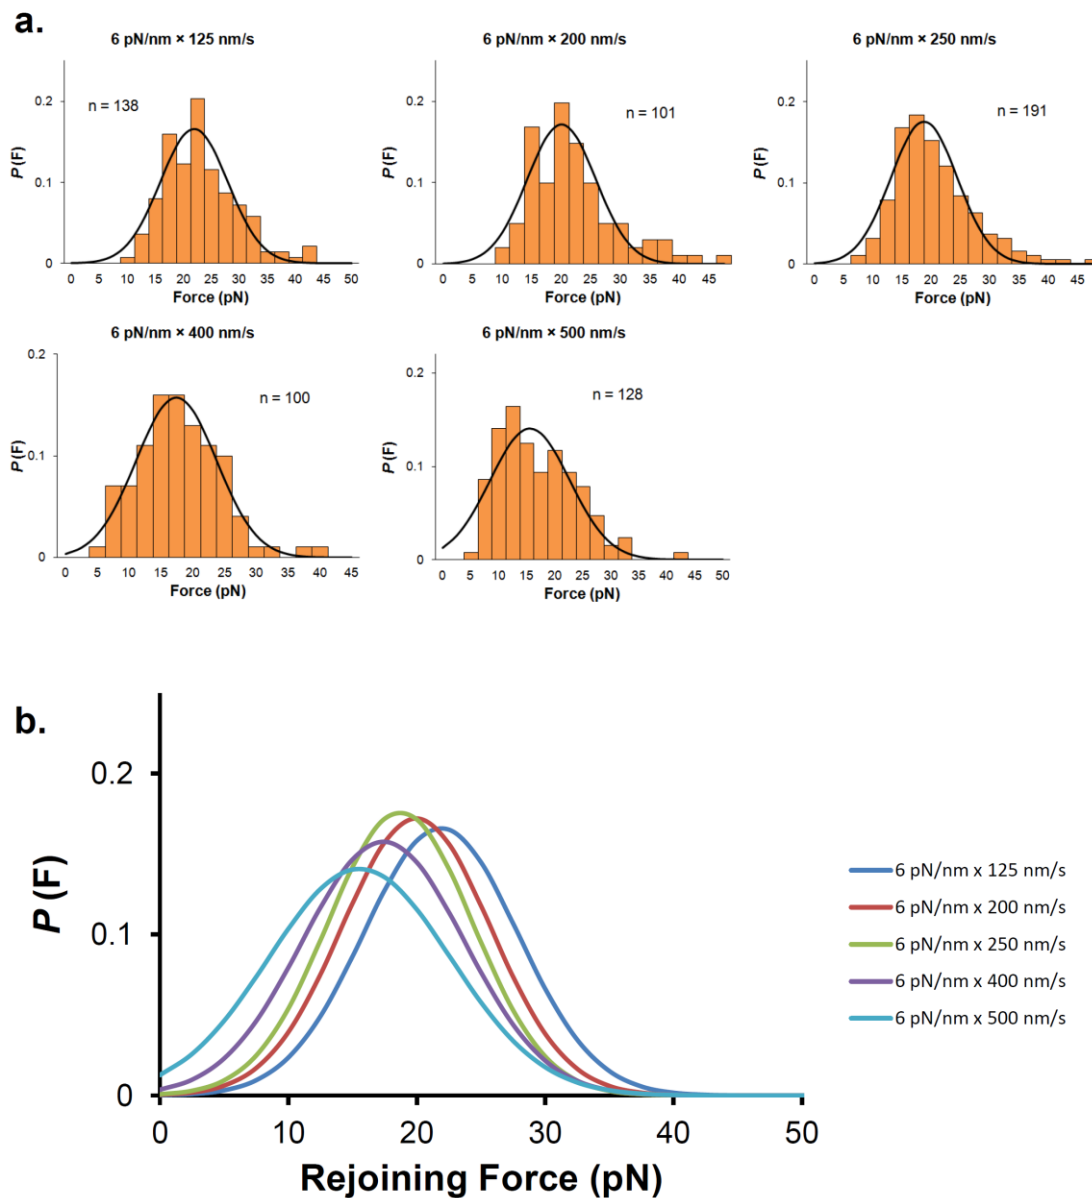 a.
6 pN/nm × 125 nm/s
6 pN/nm × 200 nm/s
6 pN/nm × 250 nm/s
0.2
n = 138
P (F)
0.1
0
0 5 10 15 20 25 30 35 40 45 50
Force (pN)
0.2
n = 101
P (F)
0.1
0
0 5 10 15 20 25 30 35 40 45
Force (pN)
0.2
n = 191
P (F)
0.1
0
0 5 10 15 20 25 30 35 40 45
Force (pN)
6 pN/nm × 400 nm/s
6 pN/nm × 500 nm/s
0.2
n = 100
P (F)
0.1
0
0 5 10 15 20 25 30 35 40 45
Force (pN)
0.2
n = 128
P (F)
0.1
0
0 5 10 15 20 25 30 35 40 45 50
Force (pN)
b.
0.2
P (F)
0.1
0
0 10 20 30 40 50
Rejoining Force (pN)
6 pN/nm x 125 nm/s
6 pN/nm x 200 nm/s
6 pN/nm x 250 nm/s
6 pN/nm x 400 nm/s
6 pN/nm x 500 nm/s